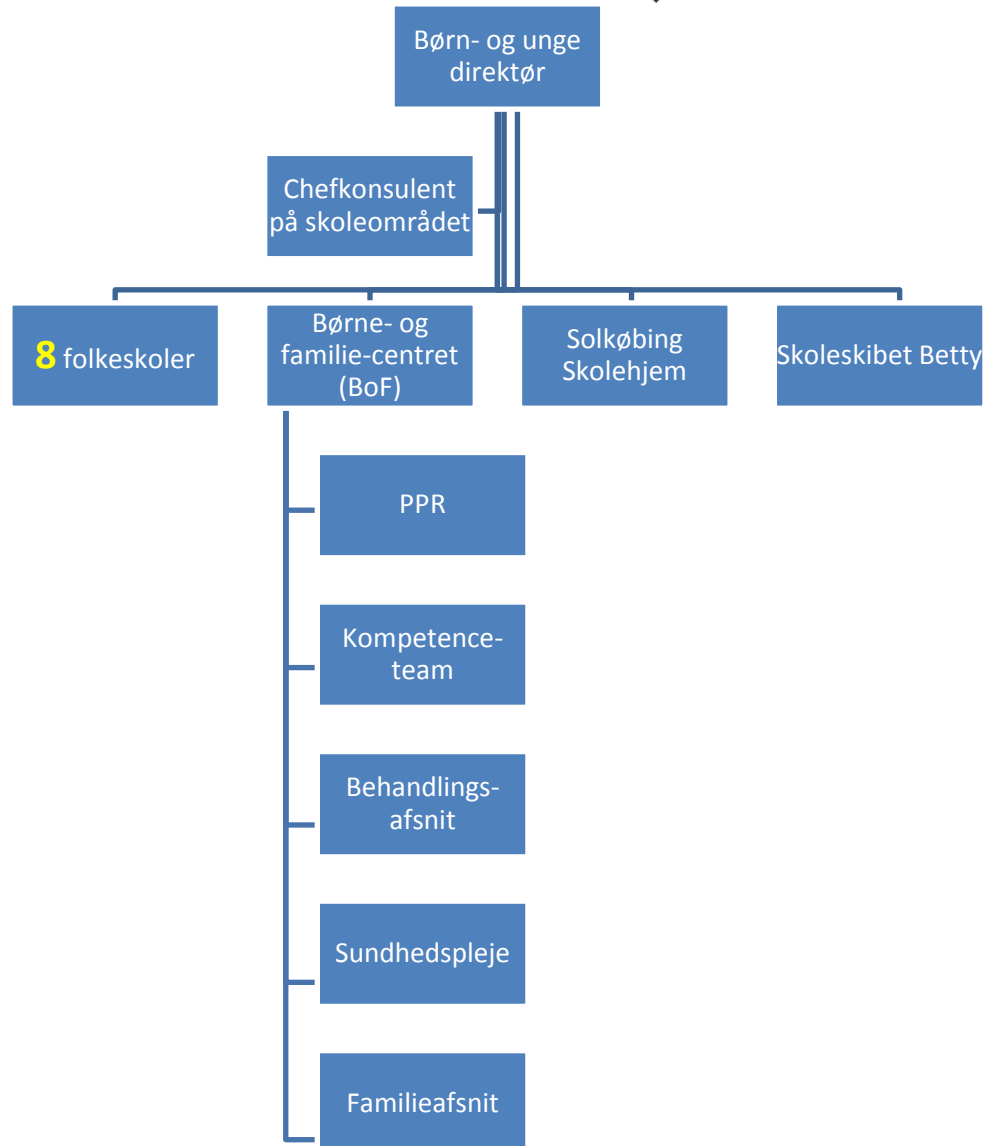 Børn- og unge
direktør
Chefkonsulent
på skoleområdet
8 folkeskoler
Børne- og
familie-centret
(BoF)
Solkøbing
Skolehjem
Skoleskibet Betty
PPR
Kompetence-
team
Behandlings-
afsnit
Sundhedspleje
Familieafsnit